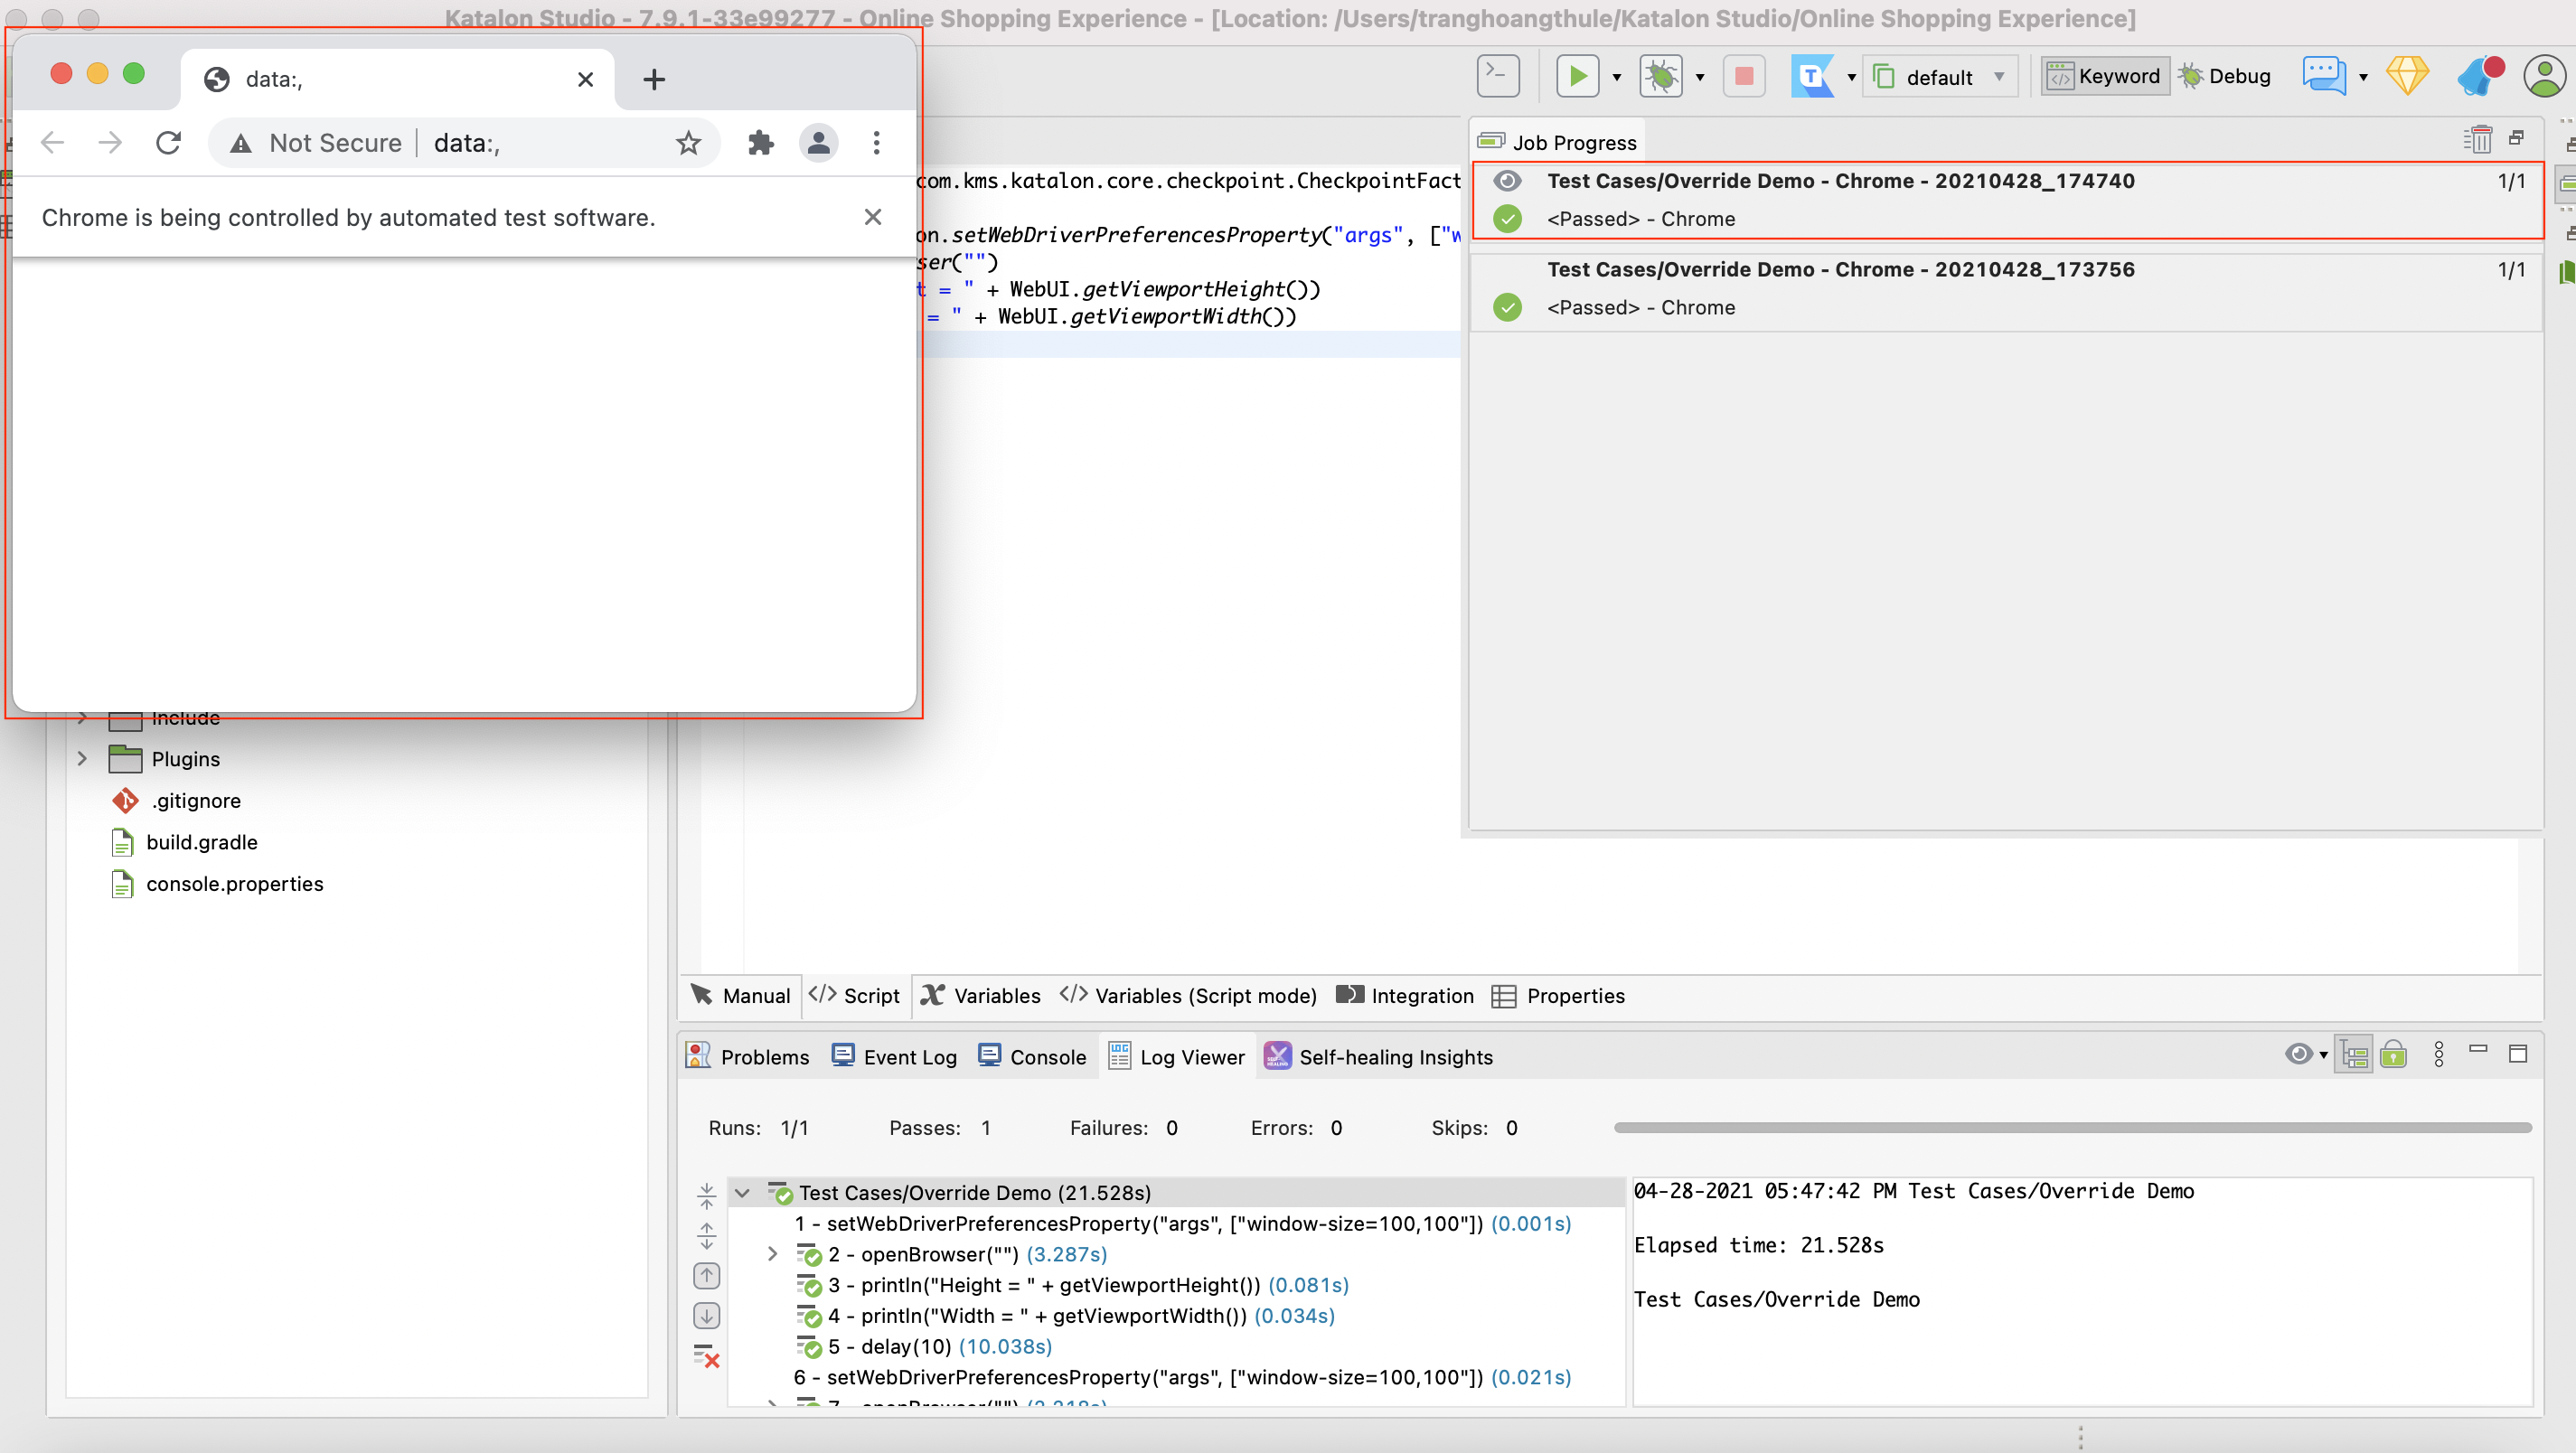 Katalon Studio - 7.9.1-33e99277 - Online Shopping Experience - [Location: /Users/tranghoangthule/Katalon Studio/Online Shopping Experience]
data:,
Not Secure data:,
Chrome is being controlled by automated test software.
default
Keyword
Debug
com.kms.katalon.core.checkpoint.CheckpointFact
on.setWebDriverPreferencesProperty("args", ["w
ser("")
t = " + WebUI.getViewportHeight())
= " + WebUI.getViewportWidth())
Job Progress
Test Cases/Override Demo - Chrome - 20210428_174740 1/1
<Passed> - Chrome
Test Cases/Override Demo - Chrome - 20210428_173756 1/1
<Passed> - Chrome
Include
Plugins
.gitignore
build.gradle
console.properties
Manual </> Script Variables </> Variables (Script mode) Integration Properties
Problems Event Log Console Log Viewer Self-healing Insights
Runs: 1/1 Passes: 1 Failures: 0 Errors: 0 Skips: 0
Test Cases/Override Demo (21.528s)
1 - setWebDriverPreferencesProperty("args", ["window-size=100,100"]) (0.001s)
2 - openBrowser("") (3.287s)
3 - println("Height = " + getViewportHeight()) (0.081s)
4 - println("Width = " + getViewportWidth()) (0.034s)
5 - delay(10) (10.038s)
6 - setWebDriverPreferencesProperty("args", ["window-size=100,100"]) (0.021s)
7 - openBrowser("")
04-28-2021 05:47:42 PM Test Cases/Override Demo
Elapsed time: 21.528s
Test Cases/Override Demo